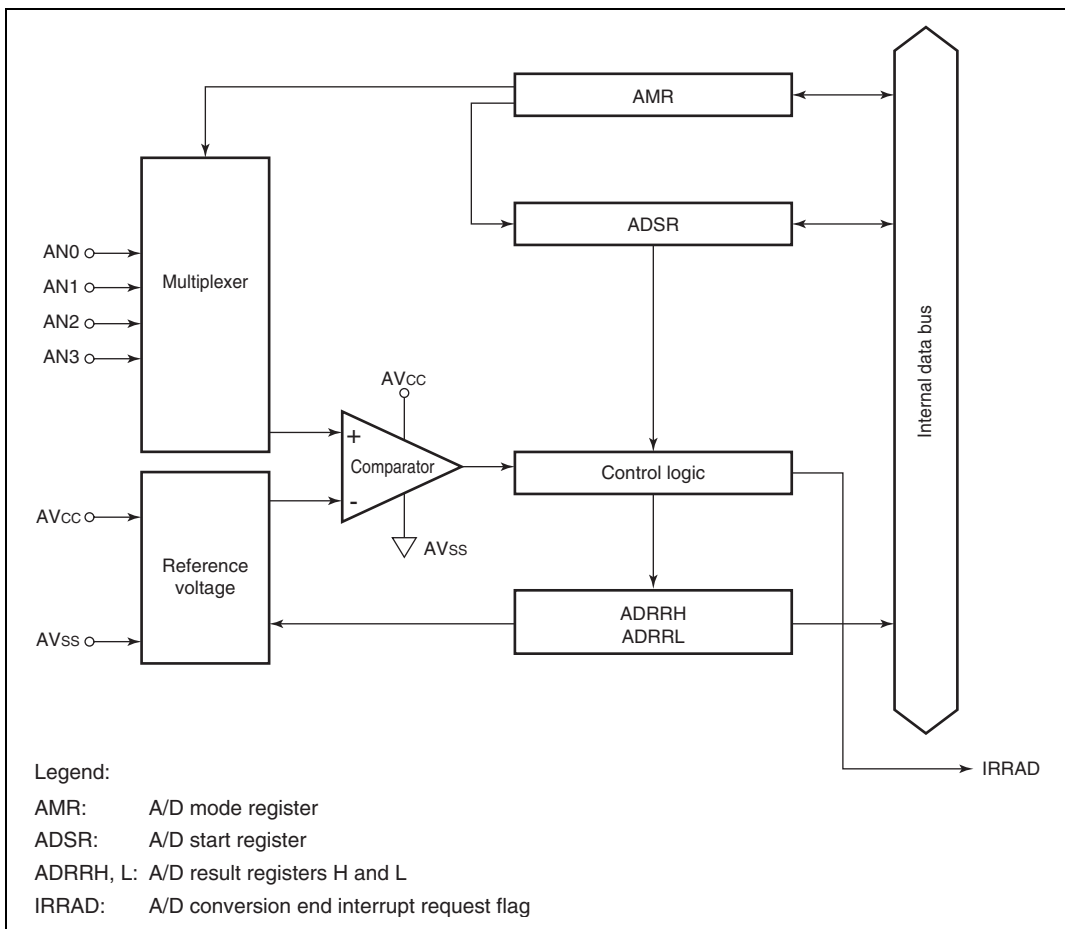 AMR
ADSR
AN0
AN1
AN2
AN3
Multiplexer
Internal data bus
AVCC
+
Comparator
-
AVSS
Control logic
AVCC
Reference
voltage
AVSS
ADRRH
ADRRL
IRRAD
Legend:
AMR: A/D mode register
ADSR: A/D start register
ADRRH, L: A/D result registers H and L
IRRAD: A/D conversion end interrupt request flag